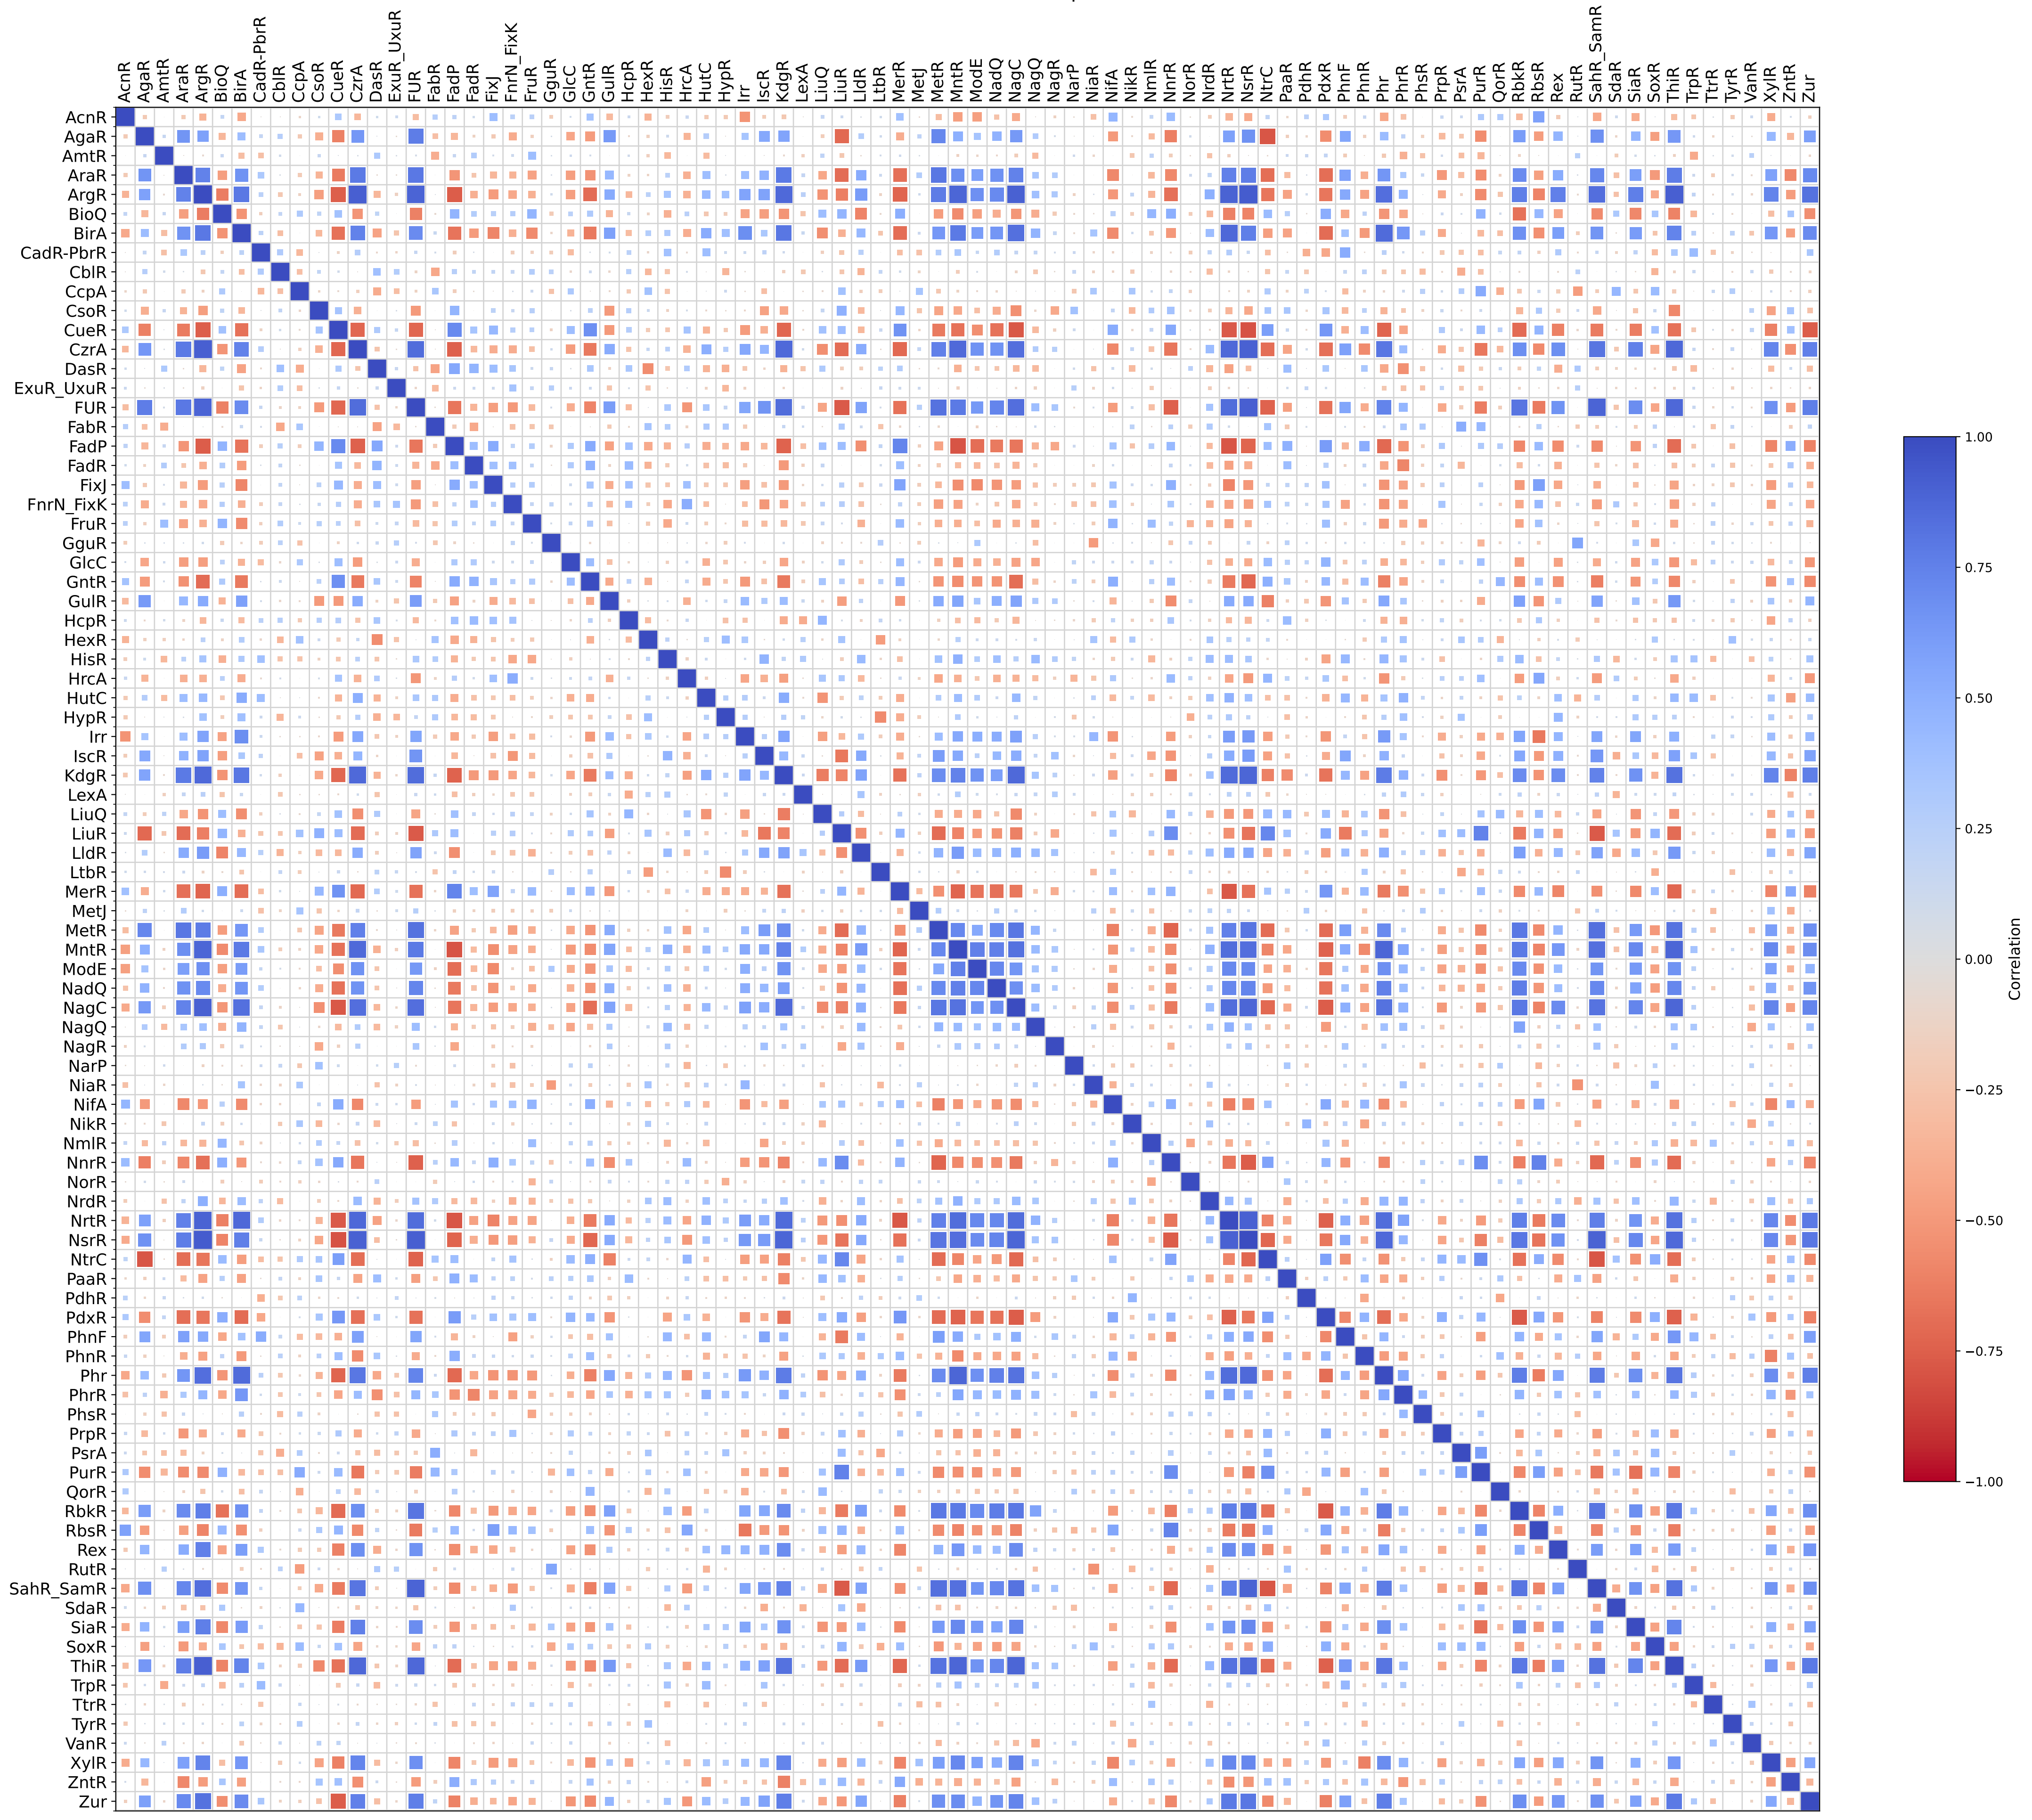 AcnR
AgaR
AmtR
AraR
ArgR
BioQ
BirA
CadR-PbrR
CblR
CcpA
CsoR
CueR
CzrA
DasR
ExuR_UxuR
FUR
FabR
FadP
FadR
FixJ
FnrN_FixK
FruR
GguR
GlcC
GntR
GulR
HcpR
HexR
HisR
HrcA
HutC
HypR
Irr
IscR
KdgR
LexA
LiuQ
LiuR
LldR
LtbR
MerR
MetJ
MetR
MntR
ModE
NadQ
NagC
NagQ
NagR
NarP
NiaR
NifA
NikR
NmlR
NnrR
NorR
NrdR
NrtR
NsrR
NtrC
PaaR
PdhR
PdxR
PhnF
PhnR
Phr
PhrR
PhsR
PrpR
PsrA
PurR
QorR
RbkR
RbsR
Rex
RutR
SahR_SamR
SdaR
SiaR
SoxR
ThiR
TrpR
TtrR
TyrR
VanR
XylR
ZntR
Zur
AcnR
AgaR
AmtR
AraR
ArgR
BioQ
BirA
CadR-PbrR
CblR
CcpA
CsoR
CueR
CzrA
DasR
ExuR_UxuR
FUR
FabR
FadP
FadR
FixJ
FnrN_FixK
FruR
GguR
GlcC
GntR
GulR
HcpR
HexR
HisR
HrcA
HutC
HypR
Irr
IscR
KdgR
LexA
LiuQ
LiuR
LldR
LtbR
MerR
MetJ
MetR
MntR
ModE
NadQ
NagC
NagQ
NagR
NarP
NiaR
NifA
NikR
NmlR
NnrR
NorR
NrdR
NrtR
NsrR
NtrC
PaaR
PdhR
PdxR
PhnF
PhnR
Phr
PhrR
PhsR
PrpR
PsrA
PurR
QorR
RbkR
RbsR
Rex
RutR
SahR_SamR
SdaR
SiaR
SoxR
ThiR
TrpR
TtrR
TyrR
VanR
XylR
ZntR
Zur
1.00
0.75
0.50
0.25
0.00
−0.25
−0.50
−0.75
−1.00
Correlation